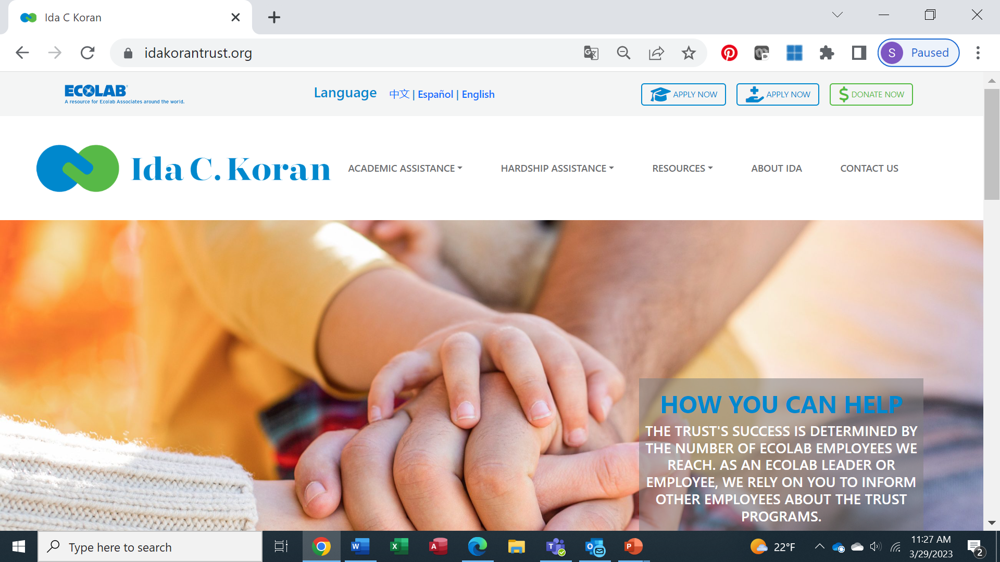 Ida C Koran
idakorantrust.org
S Paused
ECOLAB®
A resource for Ecolab Associates around the world.
Language 中文 | Español | English
APPLY NOW
APPLY NOW
$ DONATE NOW
Ida C. Koran
ACADEMIC ASSISTANCE
HARDSHIP ASSISTANCE
RESOURCES
ABOUT IDA
CONTACT US
HOW YOU CAN HELP
THE TRUST'S SUCCESS IS DETERMINED BY
THE NUMBER OF ECOLAB EMPLOYEES WE
REACH. AS AN ECOLAB LEADER OR
EMPLOYEE, WE RELY ON YOU TO INFORM
OTHER EMPLOYEES ABOUT THE TRUST
PROGRAMS.
Type here to search
22°F
11:27 AM
3/29/2023
2